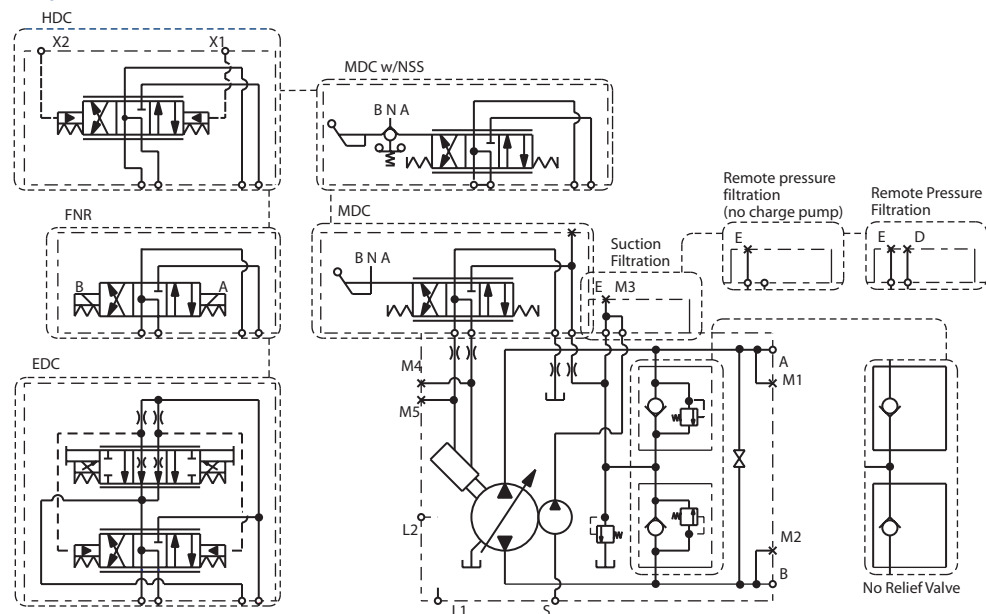 HDC
X2
X1
MDC w/NSS
B N A
Remote pressure
filtration
(no charge pump)
Remote Pressure
Filtration
FNR
MDC
Suction
Filtration
E
E
D
B
A
B N A
E
M3
EDC
M4
M5
A
M1
L2
M2
B
L1
S
No Relief Valve